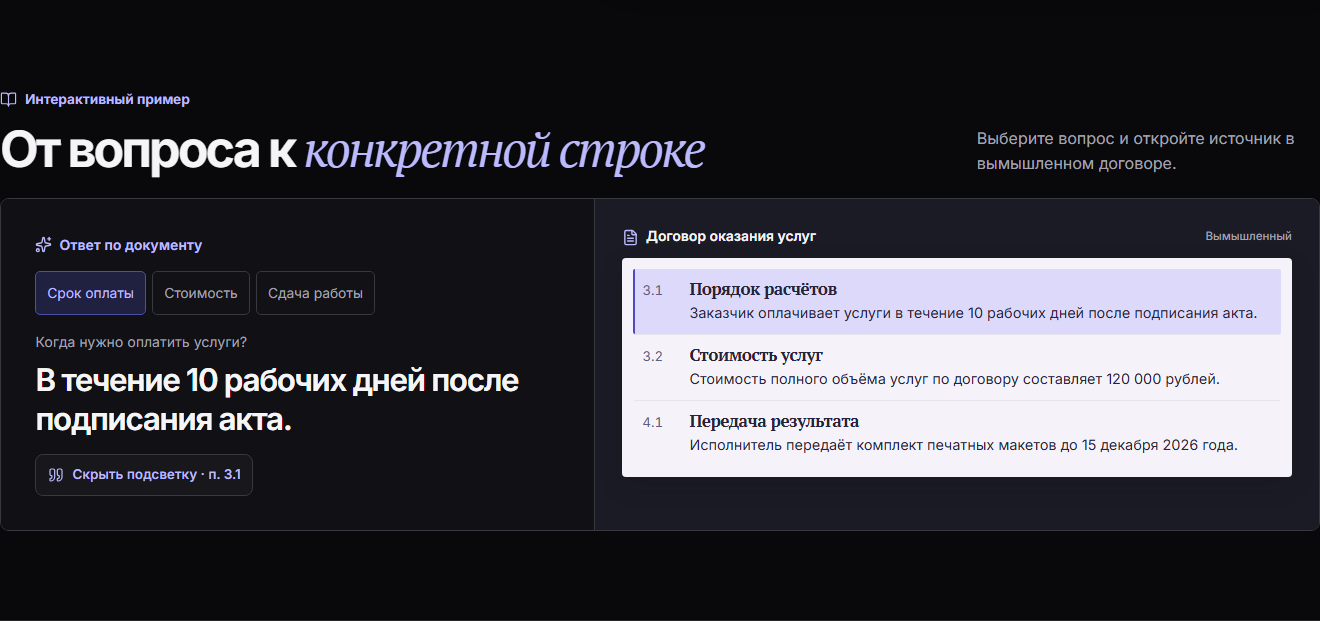 Интерактивный пример
От вопроса к конкретной строке
Выберите вопрос и откройте источник в
вымышленном договоре.
Ответ по документу
Срок оплаты
Стоимость
Сдача работы
Когда нужно оплатить услуги?
В течение 10 рабочих дней после
подписания акта.
Скрыть подсветку · п. 3.1
Договор оказания услуг
Вымышленный
3.1 Порядок расчётов
Заказчик оплачивает услуги в течение 10 рабочих дней после подписания акта.
3.2 Стоимость услуг
Стоимость полного объёма услуг по договору составляет 120 000 рублей.
4.1 Передача результата
Исполнитель передаёт комплект печатных макетов до 15 декабря 2026 года.